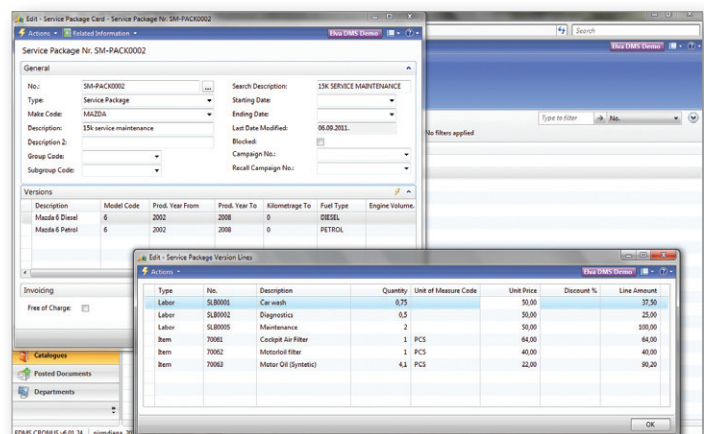 Edit - Service Package Card - Service Package Nr. SM-PACK0002
Actions
Related Information
Elva DMS Demo
Search
Elva DMS Demo
Service Package Nr. SM-PACK0002
General
No.: SM-PACK0002 ... Search Description: 15K SERVICE MAINTENANCE
Type: Service Package Starting Date:
Make Code: MAZDA Ending Date:
Description: 15k service maintenance Last Date Modified: 06.09.2011.
Description 2: Blocked:
Group Code: Campaign No.:
Subgroup Code: Recall Campaign No.:
Type to filter No.
No filters applied
Versions
Description Model Code Prod. Year From Prod. Year To Kilometrage To Fuel Type Engine Volume.
Mazda 6 Diesel 6 2002 2008 0 DIESEL
Mazda 6 Petrol 6 2002 2008 0 PETROL
Invoicing
Free of Charge:
Edit - Service Package Version Lines
Actions
Elva DMS Demo
Type No. Description Quantity Unit of Measure Code Unit Price Discount % Line Amount
Labor SLB0001 Car wash 0,75 50,00 37,50
Labor SLB0002 Diagnostics 0,5 50,00 25,00
Labor SLB0005 Maintenance 2 50,00 100,00
Item 70061 Cockpit Air Filter 1 PCS 64,00 64,00
Item 70062 Motorloil filter 1 PCS 40,00 40,00
Item 70063 Motor Oil (Syntetic) 4,1 PCS 22,00 90,20
OK
Catalogues
Posted Documents
Departments